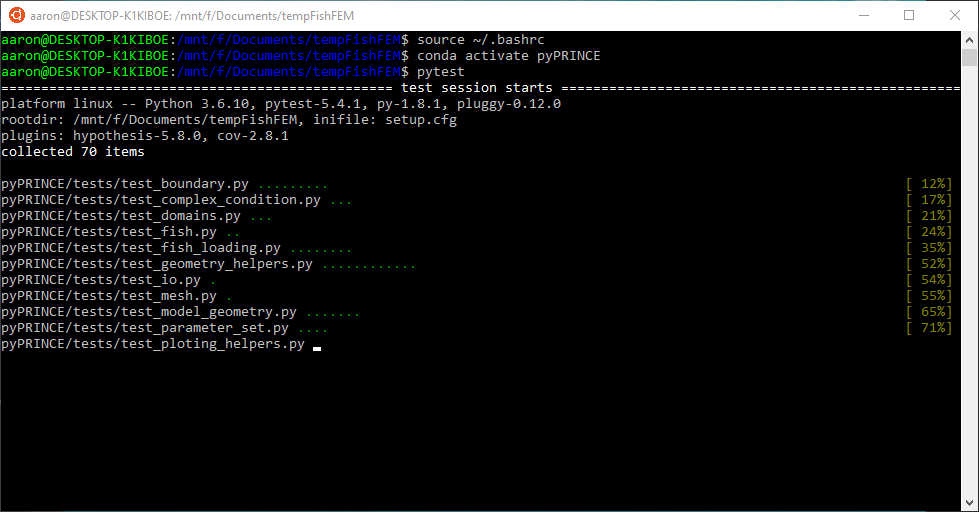 aaron@DESKTOP-K1KIBOE: /mnt/f/Documents/tempFishFEM
aaron@DESKTOP-K1KIBOE:/mnt/f/Documents/tempFishFEM$ source ~/.bashrc
aaron@DESKTOP-K1KIBOE:/mnt/f/Documents/tempFishFEM$ conda activate pyPRINCE
aaron@DESKTOP-K1KIBOE:/mnt/f/Documents/tempFishFEM$ pytest
================================================= test session starts ==================================================
platform linux -- Python 3.6.10, pytest-5.4.1, py-1.8.1, pluggy-0.12.0
rootdir: /mnt/f/Documents/tempFishFEM, inifile: setup.cfg
plugins: hypothesis-5.8.0, cov-2.8.1
collected 70 items
pyPRINCE/tests/test_boundary.py ......... [ 12%]
pyPRINCE/tests/test_complex_condition.py ... [ 17%]
pyPRINCE/tests/test_domains.py ... [ 21%]
pyPRINCE/tests/test_fish.py .. [ 24%]
pyPRINCE/tests/test_fish_loading.py ........ [ 35%]
pyPRINCE/tests/test_geometry_helpers.py ............ [ 52%]
pyPRINCE/tests/test_io.py . [ 54%]
pyPRINCE/tests/test_mesh.py . [ 55%]
pyPRINCE/tests/test_model_geometry.py ....... [ 65%]
pyPRINCE/tests/test_parameter_set.py .... [ 71%]
pyPRINCE/tests/test_ploting_helpers.py